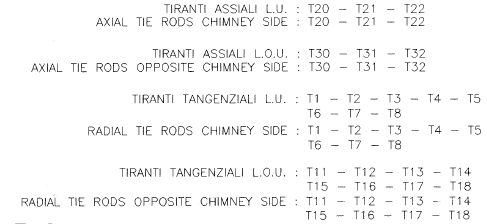 TIRANTI ASSIALI L.U. : T20 – T21 – T22
AXIAL TIE RODS CHIMNEY SIDE : T20 – T21 – T22
TIRANTI ASSIALI L.O.U. : T30 – T31 – T32
AXIAL TIE RODS OPPOSITE CHIMNEY SIDE : T30 – T31 – T32
TIRANTI TANGENZIALI L.U. : T1 – T2 – T3 – T4 – T5
T6 – T7 – T8
RADIAL TIE RODS CHIMNEY SIDE : T1 – T2 – T3 – T4 – T5
T6 – T7 – T8
TIRANTI TANGENZIALI L.O.U. : T11 – T12 – T13 – T14
T15 – T16 – T17 – T18
RADIAL TIE RODS OPPOSITE CHIMNEY SIDE : T11 – T12 – T13 – T14
T15 – T16 – T17 – T18